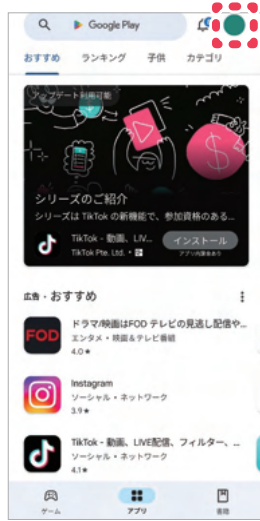 Google Play
おすすめ ランキング 子供 カテゴリ
アップデート利用可能
シリーズのご紹介
シリーズは TikTok の新機能で、参加資格のある...
TikTok - 動画、LIV...
TikTok Pte. Ltd. •
インストール
アプリ内課金あり
広告・おすすめ
FOD
ドラマ/映画はFOD テレビの見逃し配信や...
エンタメ • 映画＆テレビ番組
4.0★
Instagram
ソーシャル • ネットワーク
3.9★
TikTok - 動画、LIVE配信、フィルター、...
ソーシャル • ネットワーク
4.1★
ゲーム アプリ 書籍